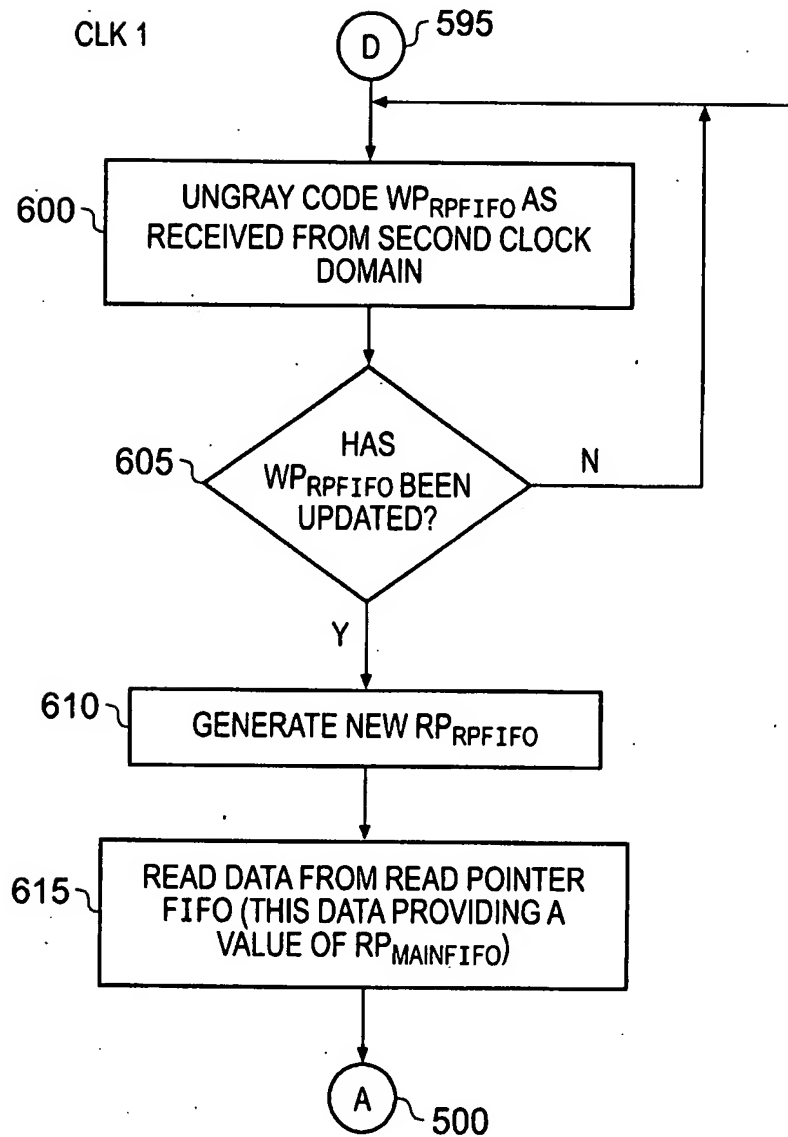 CLK 1
D
595
600
UNGRAY CODE WPRPFIFO AS
RECEIVED FROM SECOND CLOCK
DOMAIN
605
HAS
WPRPFIFO BEEN
UPDATED?
N
Y
610
GENERATE NEW RPRPFIFO
615
READ DATA FROM READ POINTER
FIFO (THIS DATA PROVIDING A
VALUE OF RPMAINFIFO)
A
500